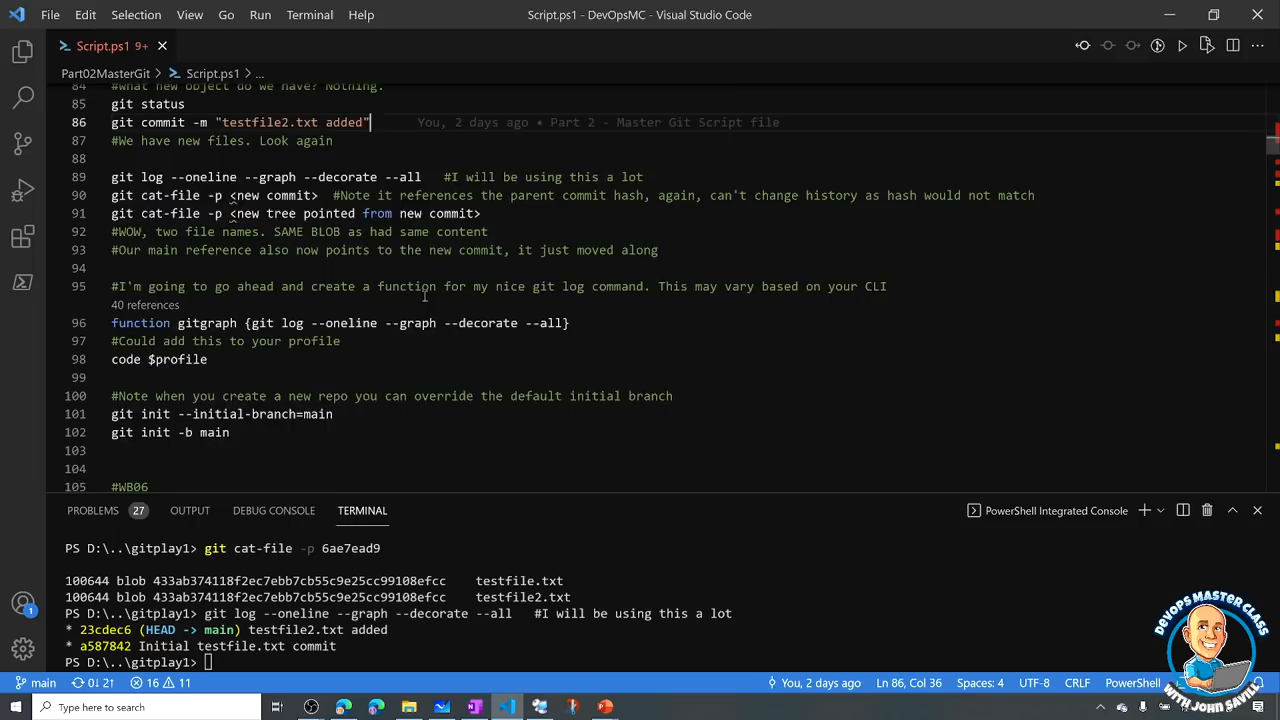 File Edit Selection View Go Run Terminal Help Script.ps1 - DevOpsMC - Visual Studio Code
Script.ps1 9+
Part02MasterGit > Script.ps1 > ...
84 #What new object do we have? Nothing.
85 git status
86 git commit -m "testfile2.txt added" You, 2 days ago • Part 2 - Master Git Script file
87 #We have new files. Look again
88
89 git log --oneline --graph --decorate --all #I will be using this a lot
90 git cat-file -p <new commit> #Note it references the parent commit hash, again, can't change history as hash would not match
91 git cat-file -p <new tree pointed from new commit>
92 #WOW, two file names. SAME BLOB as had same content
93 #Our main reference also now points to the new commit, it just moved along
94
95 #I'm going to go ahead and create a function for my nice git log command. This may vary based on your CLI
40 references
96 function gitgraph {git log --oneline --graph --decorate --all}
97 #Could add this to your profile
98 code $profile
99
100 #Note when you create a new repo you can override the default initial branch
101 git init --initial-branch=main
102 git init -b main
103
104
105 #WB06
PROBLEMS 27 OUTPUT DEBUG CONSOLE TERMINAL PowerShell Integrated Console
PS D:\..\gitplay1> git cat-file -p 6ae7ead9
100644 blob 433ab374118f2ec7ebb7cb55c9e25cc99108efcc testfile.txt
100644 blob 433ab374118f2ec7ebb7cb55c9e25cc99108efcc testfile2.txt
PS D:\..\gitplay1> git log --oneline --graph --decorate --all #I will be using this a lot
* 23cdec6 (HEAD -> main) testfile2.txt added
* a587842 Initial testfile.txt commit
PS D:\..\gitplay1>
DEVOPS MASTER CLASS
WITH JOHN SAVILL
1
main 0↓ 2↑ 16 11 You, 2 days ago Ln 86, Col 36 Spaces: 4 UTF-8 CRLF PowerShell
Type here to search